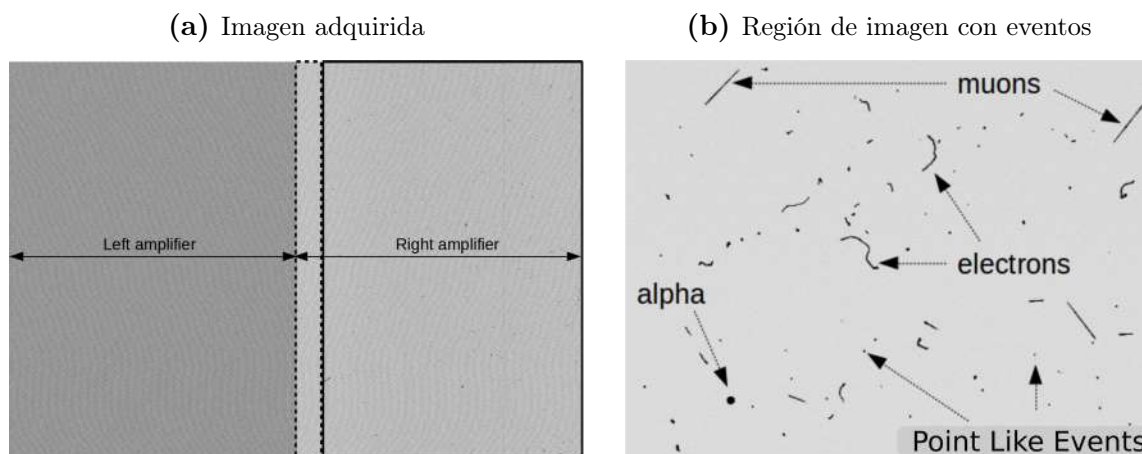 (a) Imagen adquirida
(b) Región de imagen con eventos
Left amplifier
Right amplifier
muons
electrons
alpha
Point Like Events